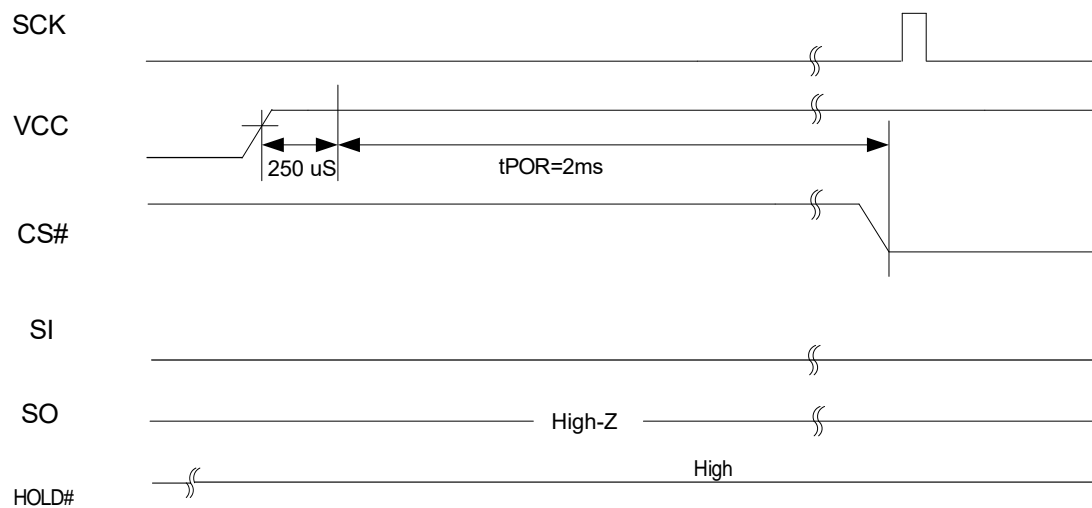 SCK
VCC
250 uS
tPOR=2ms
CS#
SI
SO
High-Z
High
HOLD#